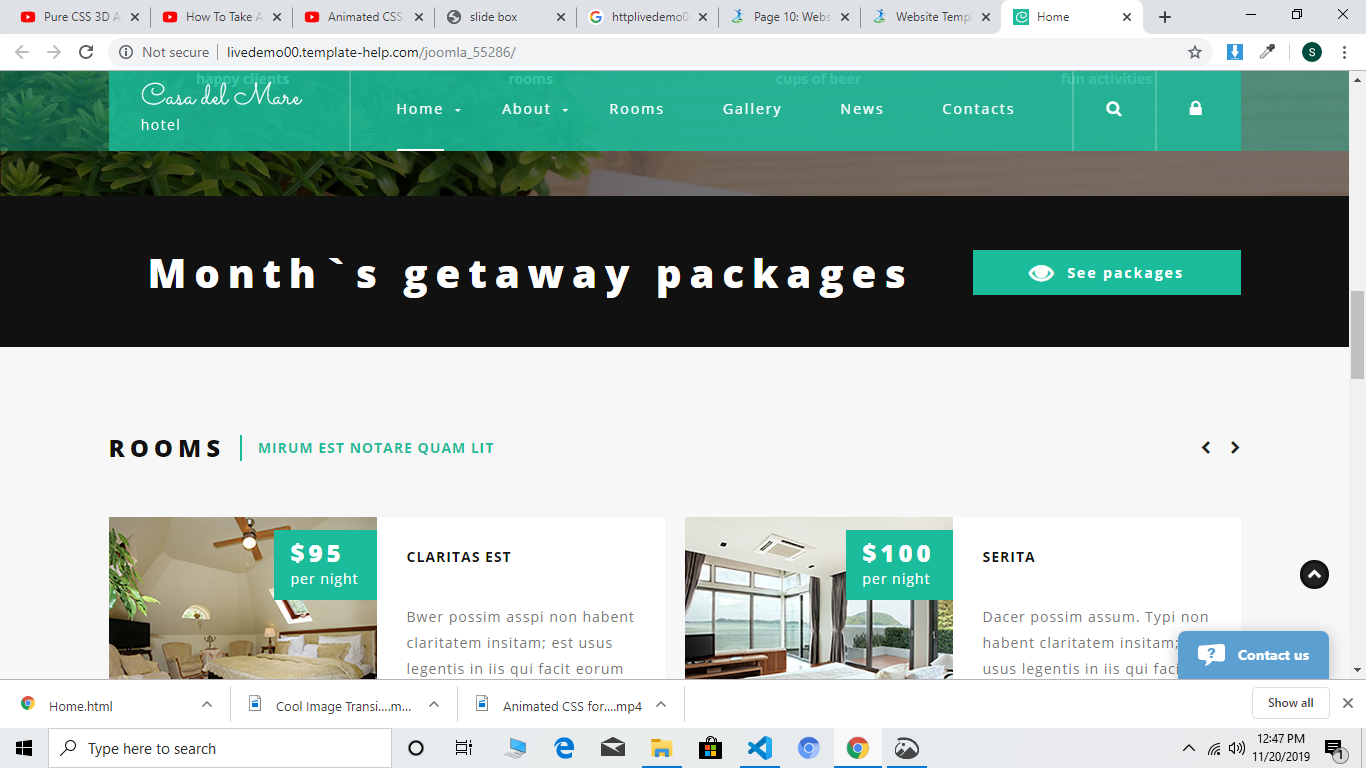 Pure CSS 3D A
How To Take A
Animated CSS
slide box
httplivedemo0
Page 10: Webs
Website Temp
Home
Not secure
livedemo00.template-help.com/joomla_55286/
S
happy clients
rooms
cups of beer
fun activities
Casa del Mare
hotel
Home
About
Rooms
Gallery
News
Contacts
Month`s getaway packages
See packages
ROOMS
MIRUM EST NOTARE QUAM LIT
$95
per night
CLARITAS EST
Bwer possim asspi non habent
claritatem insitam; est usus
legentis in iis qui facit eorum
$100
per night
SERITA
Dacer possim assum. Typi non
habent claritatem insitam;
usus legentis in iis qui faci
Contact us
Home.html
Cool Image Transi....m...
Animated CSS for....mp4
Show all
Type here to search
12:47 PM
11/20/2019
1